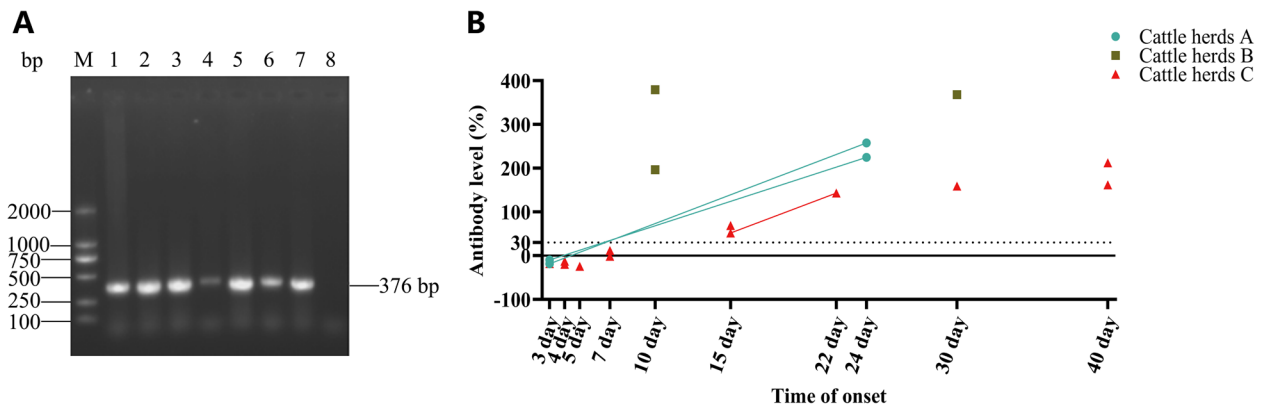 A
bp M 1 2 3 4 5 6 7 8
2000
1000
750
500
250
100
376 bp
B
Cattle herds A
Cattle herds B
Cattle herds C
Antibody level (%)
400
300
200
100
30
0
-100
3 day 4 day 5 day 7 day 10 day 15 day 22 day 24 day 30 day 40 day
Time of onset